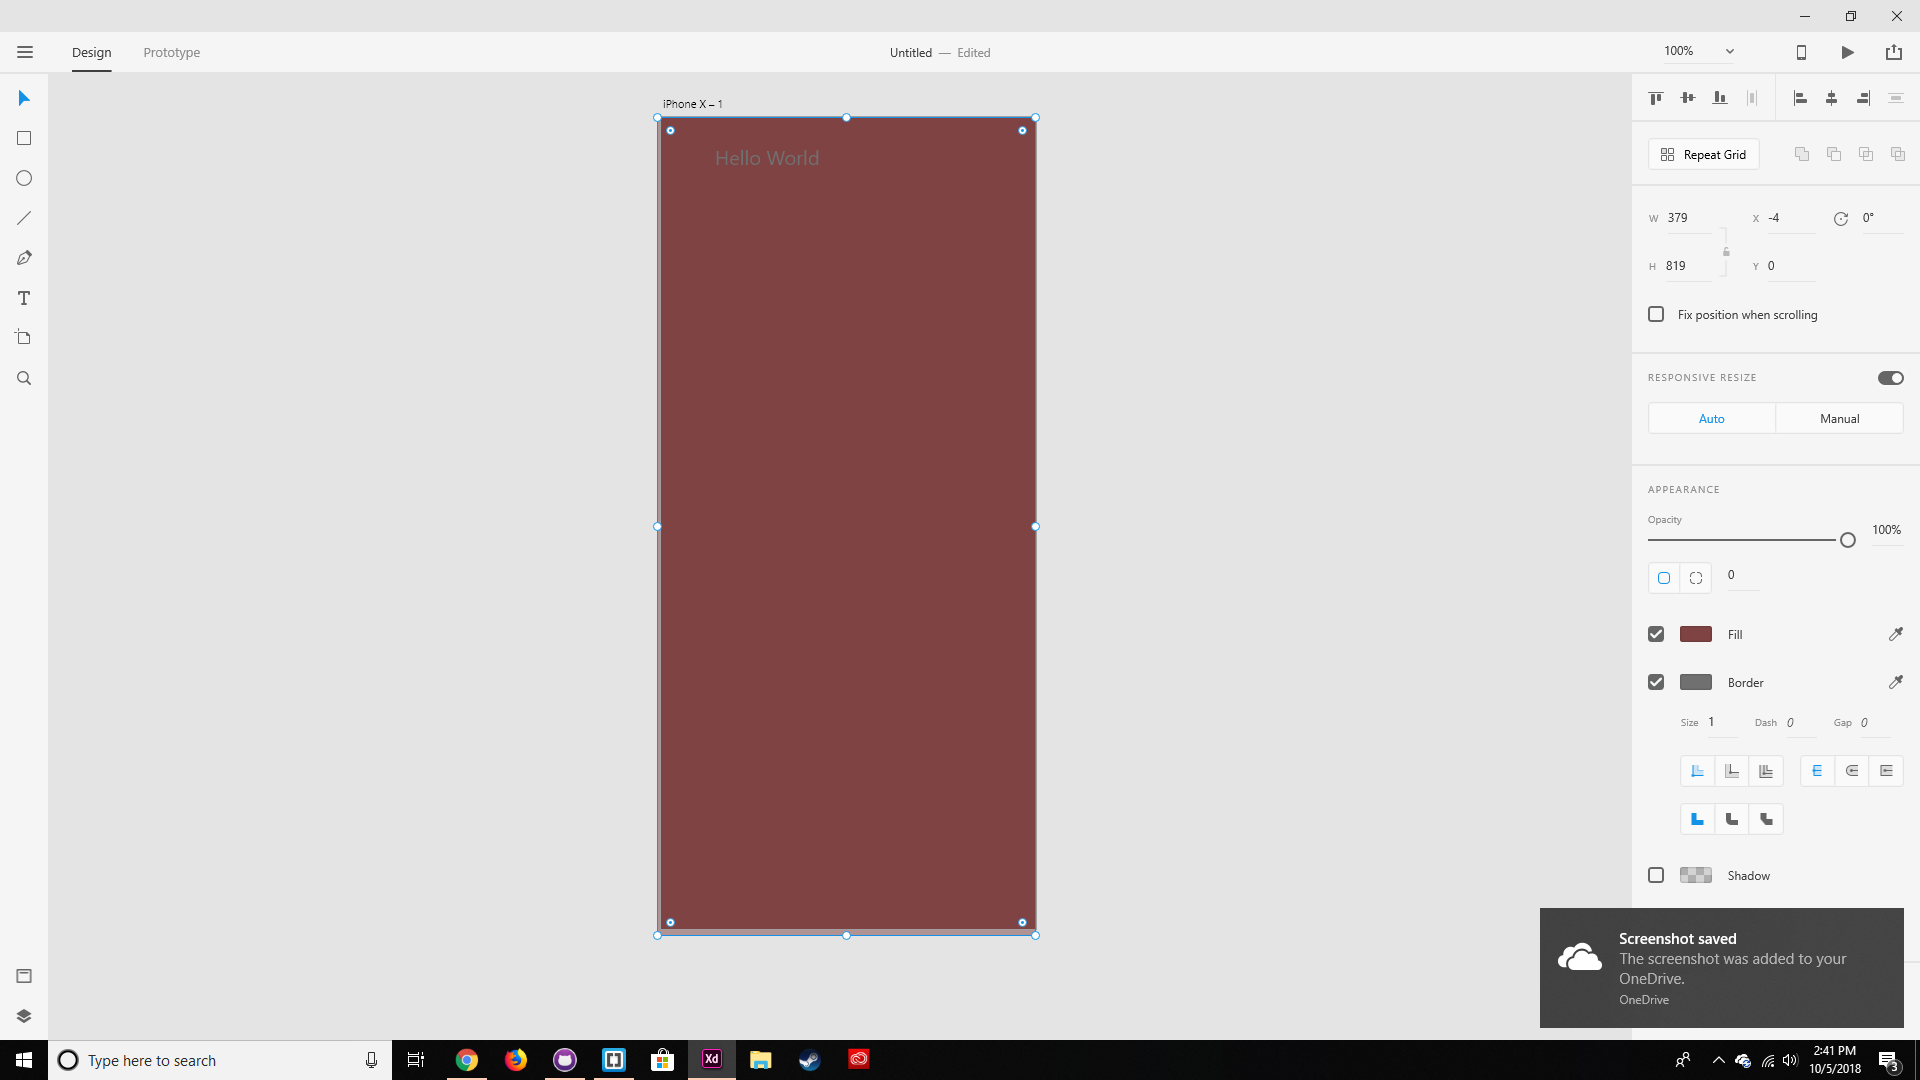 Design
Prototype
Untitled — Edited
100%
iPhone X – 1
Hello World
Repeat Grid
W 379
X -4
0°
H 819
Y 0
Fix position when scrolling
RESPONSIVE RESIZE
Auto
Manual
APPEARANCE
Opacity
100%
0
Fill
Border
Size 1
Dash 0
Gap 0
Shadow
Screenshot saved
The screenshot was added to your
OneDrive.
OneDrive
Type here to search
Xd
2:41 PM
10/5/2018
3